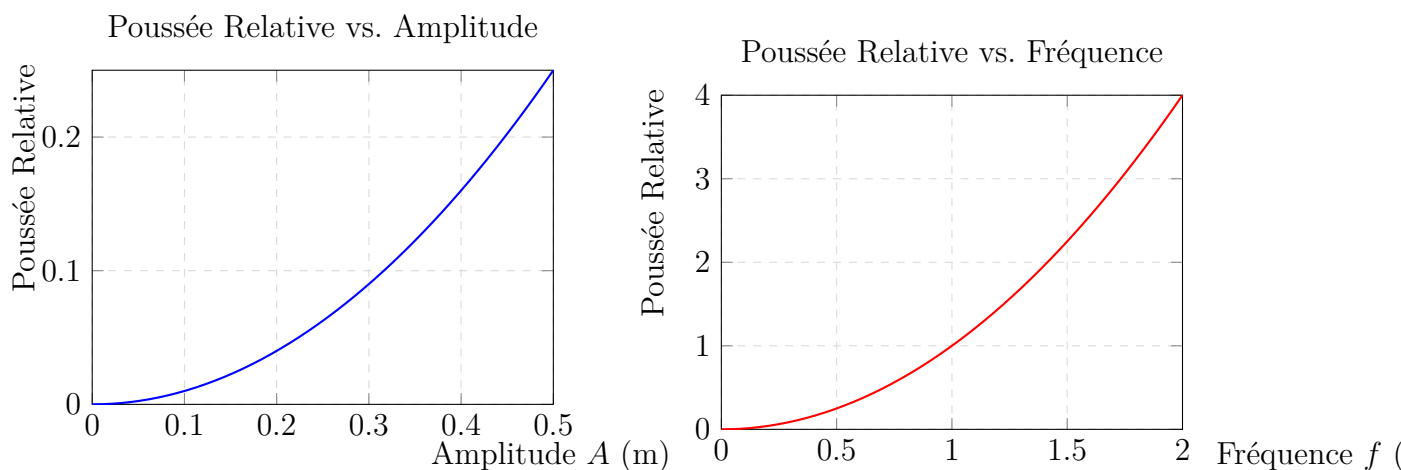 Poussée Relative vs. Amplitude
Poussée Relative
0.2
0.1
0
0 0.1 0.2 0.3 0.4 0.5
Amplitude A (m)
Poussée Relative vs. Fréquence
Poussée Relative
4
3
2
1
0
0 0.5 1 1.5 2
Fréquence f (